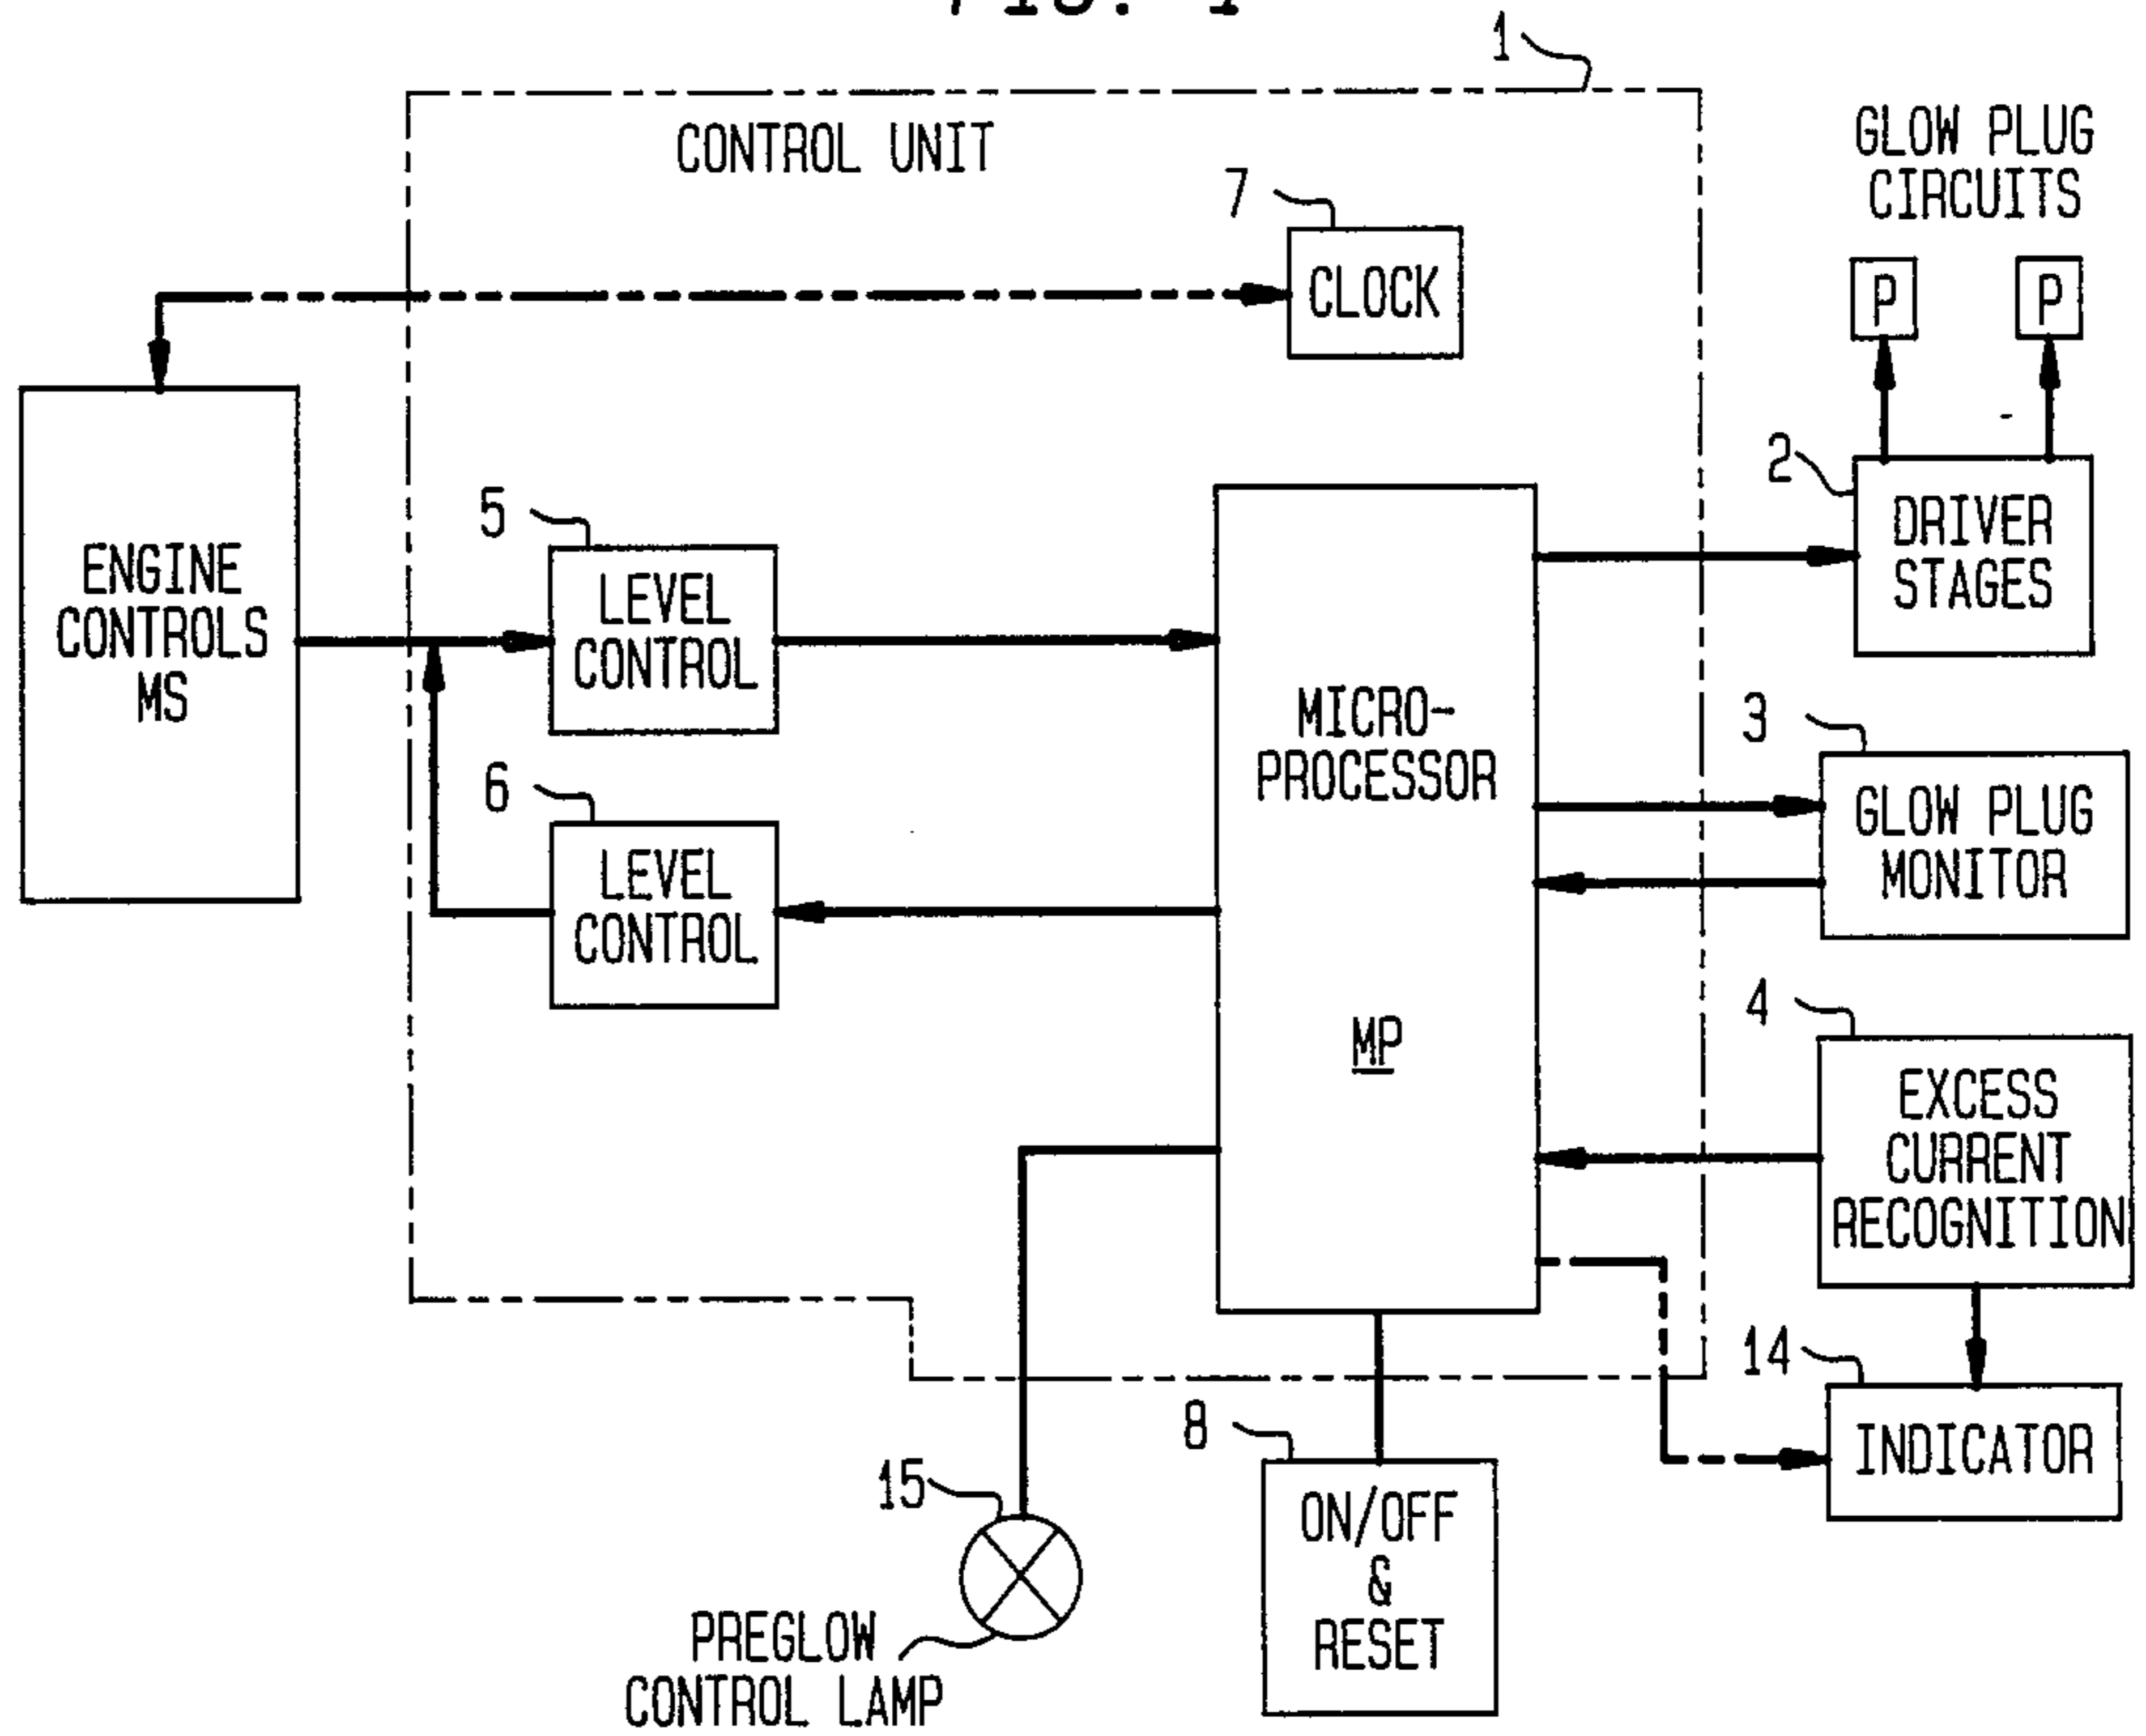 1
CONTROL UNIT
GLOW PLUG
CIRCUITS
7
CLOCK
P P
2
DRIVER
STAGES
5
LEVEL
CONTROL
ENGINE
CONTROLS
MS
MICRO-
PROCESSOR
MP
3
GLOW PLUG
MONITOR
6
LEVEL
CONTROL
4
EXCESS
CURRENT
RECOGNITION
14
INDICATOR
8
ON/OFF
&
RESET
15
PREGLOW
CONTROL LAMP